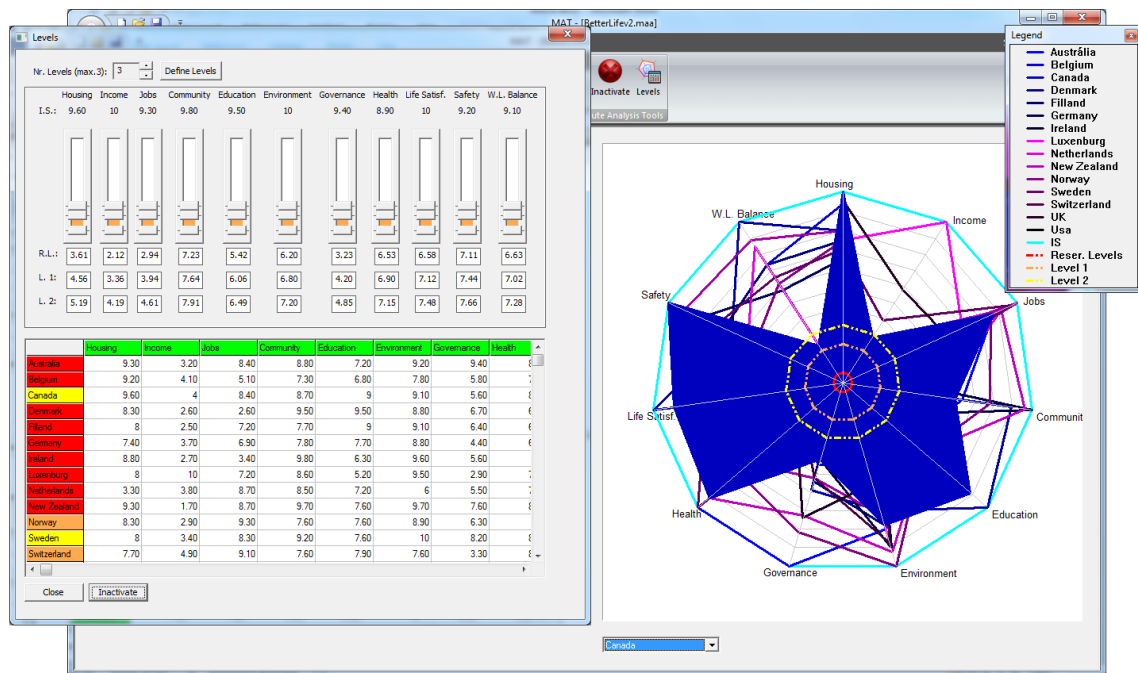 MAT - [BetterLifev2.maa]
Levels
Nr. Levels (max.3): 3 Define Levels
Housing Income Jobs Community Education Environment Governance Health Life Satisf. Safety W.L. Balance
I.S.: 9.60 10 9.30 9.80 9.50 10 9.40 8.90 10 9.20 9.10
R.L.: 3.61 2.12 2.94 7.23 5.42 6.20 3.23 6.53 6.58 7.11 6.63
L. 1: 4.56 3.36 3.94 7.64 6.06 6.80 4.20 6.90 7.12 7.44 7.02
L. 2: 5.19 4.19 4.61 7.91 6.49 7.20 4.85 7.15 7.48 7.66 7.28
Housing Income Jobs Community Education Environment Governance Health
Australia 9.30 3.20 8.40 8.80 7.20 9.20 9.40
Belgium 9.20 4.10 5.10 7.30 6.80 7.80 5.80
Canada 9.60 4 8.40 8.70 9 9.10 5.60
Denmark 8.30 2.60 2.60 9.50 9.50 8.80 6.70
Filand 8 2.50 7.20 7.70 9 9.10 6.40
Germany 7.40 3.70 6.90 7.80 7.70 8.80 4.40
Ireland 8.80 2.70 3.40 9.80 6.30 9.60 5.60
Luxenburg 8 10 7.20 8.60 5.20 9.50 2.90
Netherlands 3.30 3.80 8.70 8.50 7.20 6 5.50
New Zealand 9.30 1.70 8.70 9.70 7.60 9.70 7.60
Norway 8.30 2.90 9.30 7.60 7.60 8.90 6.30
Sweden 8 3.40 8.30 9.20 7.60 10 8.20
Switzerland 7.70 4.90 9.10 7.60 7.90 7.60 3.30
Close Inactivate
Inactivate Levels
ute Analysis Tools
Housing
Income
Jobs
Communit
Education
Environment
Governance
Health
Life Satisf.
Safety
W.L. Balance
Canada
Legend
Austrália
Belgium
Canada
Denmark
Filland
Germany
Ireland
Luxenburg
Netherlands
New Zealand
Norway
Sweden
Switzerland
UK
Usa
IS
Reser. Levels
Level 1
Level 2